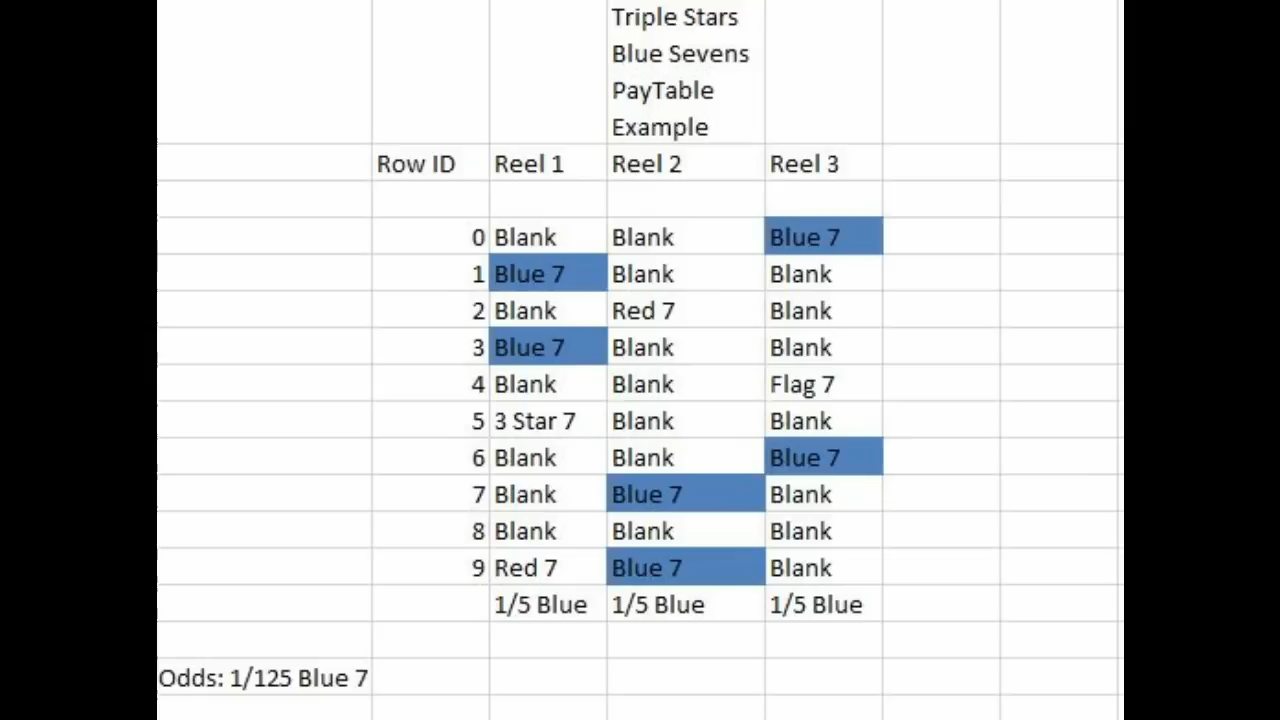 Triple Stars
Blue Sevens
PayTable
Example
Row ID Reel 1 Reel 2 Reel 3
0 Blank Blank Blue 7
1 Blue 7 Blank Blank
2 Blank Red 7 Blank
3 Blue 7 Blank Blank
4 Blank Blank Flag 7
5 3 Star 7 Blank Blank
6 Blank Blank Blue 7
7 Blank Blue 7 Blank
8 Blank Blank Blank
9 Red 7 Blue 7 Blank
1/5 Blue 1/5 Blue 1/5 Blue
Odds: 1/125 Blue 7